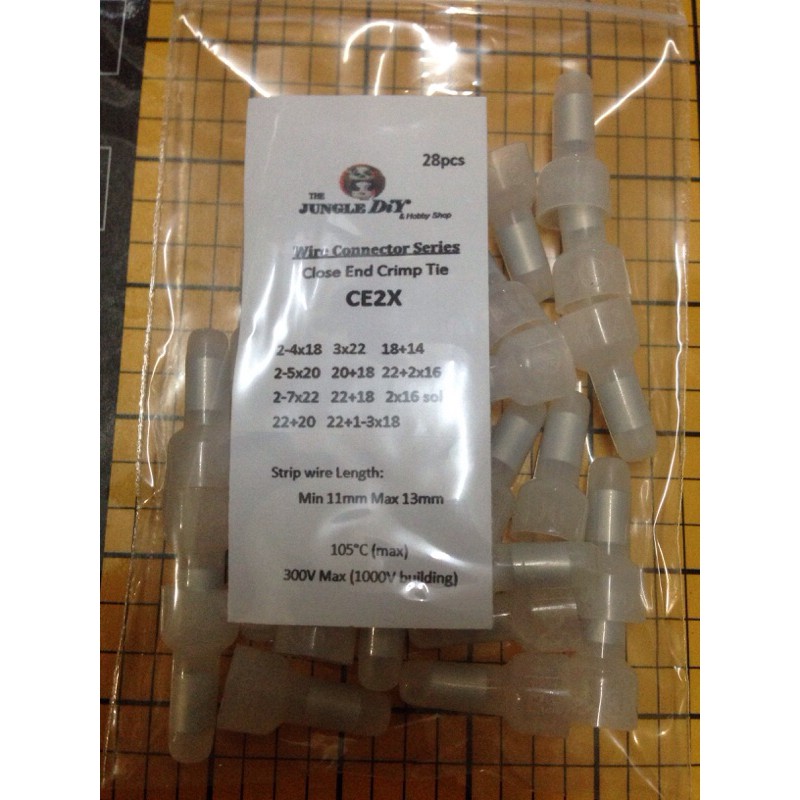 28pcs
THE
JUNGLE DiY
& Hobby Shop
Wire Connector Series
Close End Crimp Tie
CE2X
2-4x18 3x22 18+14
2-5x20 20+18 22+2x16
2-7x22 22+18 2x16 sol
22+20 22+1-3x18
Strip wire Length:
Min 11mm Max 13mm
105°C (max)
300V Max (1000V building)